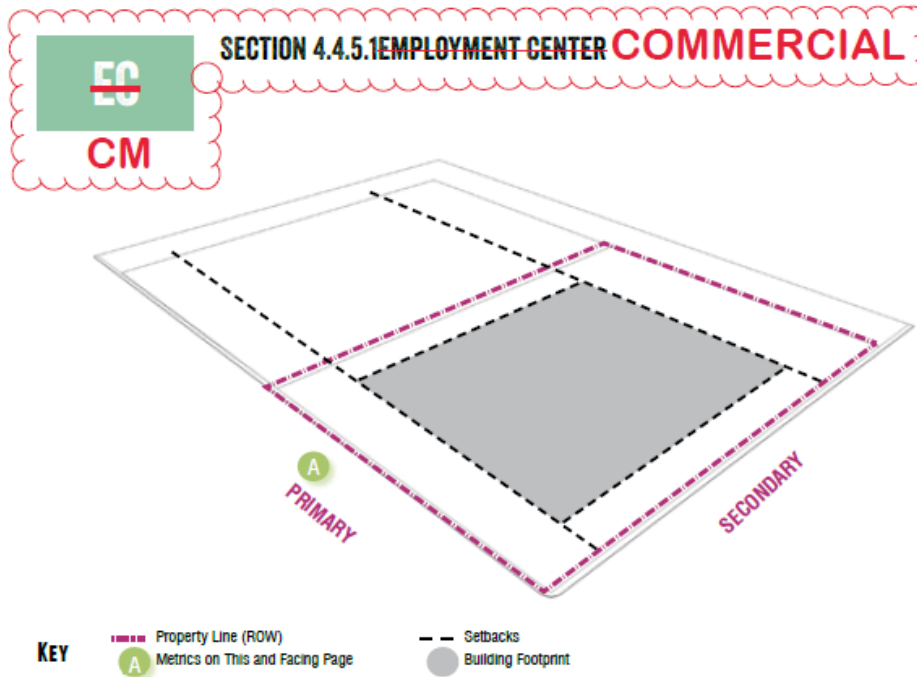 SECTION 4.4.5.1EMPLOYMENT CENTER COMMERCIAL
EC
CM
A
PRIMARY
SECONDARY
KEY
Property Line (ROW)
Setbacks
A Metrics on This and Facing Page
Building Footprint